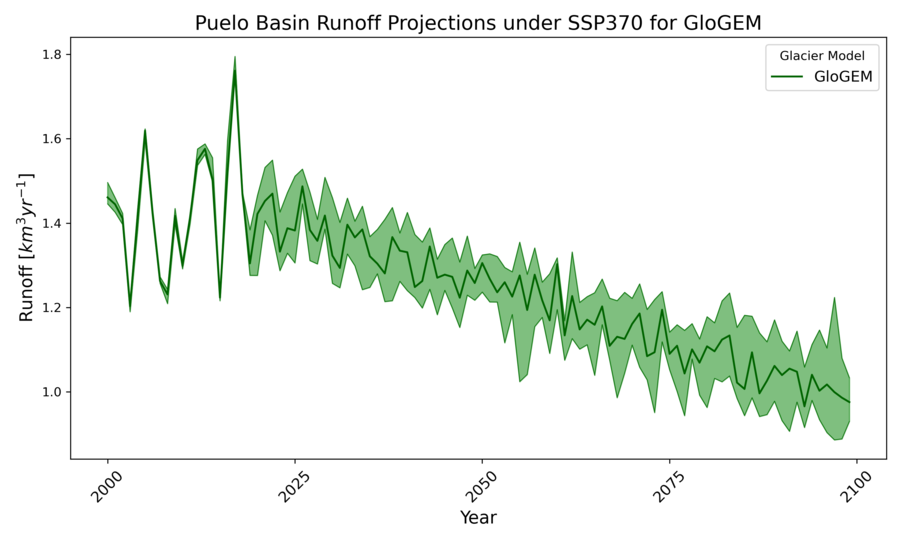 Puelo Basin Runoff Projections under SSP370 for GloGEM
Glacier Model
GloGEM
Runoff [km³yr⁻¹]
1.8
1.6
1.4
1.2
1.0
2000
2025
2050
2075
2100
Year